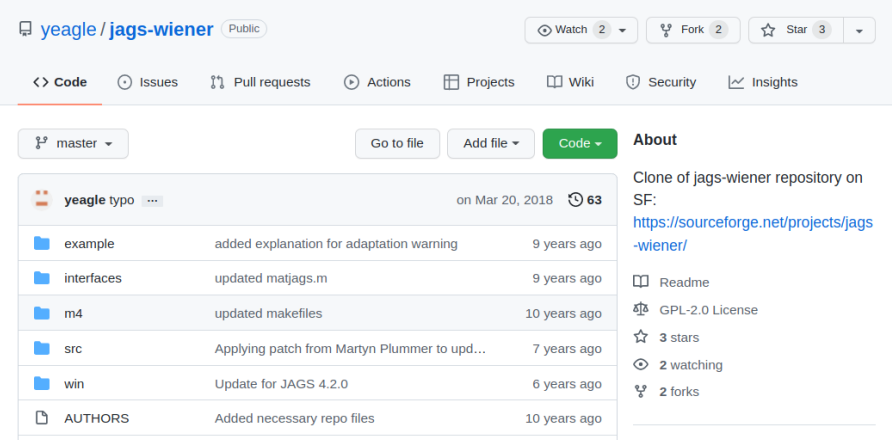 yeagle / jags-wiener Public
Watch 2 Fork 2 Star 3
Code Issues Pull requests Actions Projects Wiki Security Insights
master Go to file Add file Code
yeagle typo ... on Mar 20, 2018 63
example added explanation for adaptation warning 9 years ago
interfaces updated matjags.m 9 years ago
m4 updated makefiles 10 years ago
src Applying patch from Martyn Plummer to upd... 7 years ago
win Update for JAGS 4.2.0 6 years ago
AUTHORS Added necessary repo files 10 years ago
About
Clone of jags-wiener repository on
SF:
https://sourceforge.net/projects/jags
-wiener/
Readme
GPL-2.0 License
3 stars
2 watching
2 forks